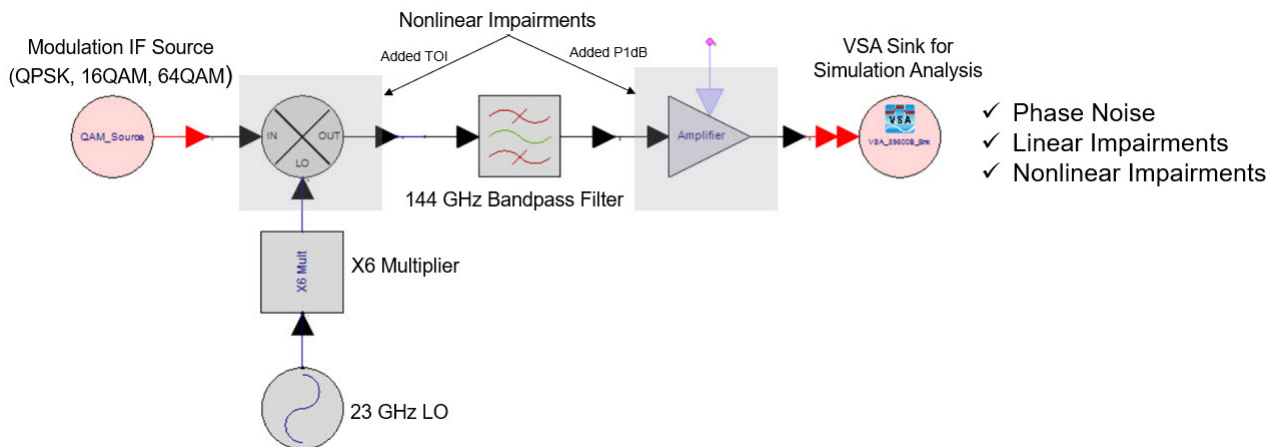 Nonlinear Impairments
Modulation IF Source
(QPSK, 16QAM, 64QAM)
Added TOI
Added P1dB
VSA Sink for
Simulation Analysis
QAM_Source
IN
OUT
LO
Amplifier
VSA
VSA_89600B_Sink
✓ Phase Noise
✓ Linear Impairments
✓ Nonlinear Impairments
144 GHz Bandpass Filter
X6 Mult
X6 Multiplier
23 GHz LO